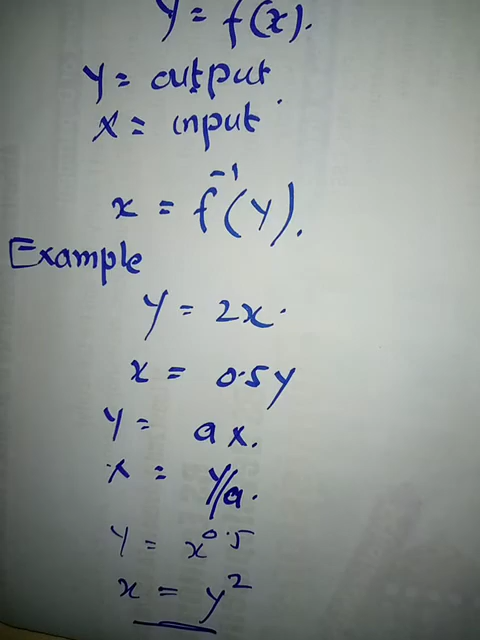 Y = f(x).
Y = output
x = input
x = f⁻¹(Y).
Example
Y = 2x.
x = 0.5y
Y = ax.
x = Y/a.
Y = x^0.5
x = y²